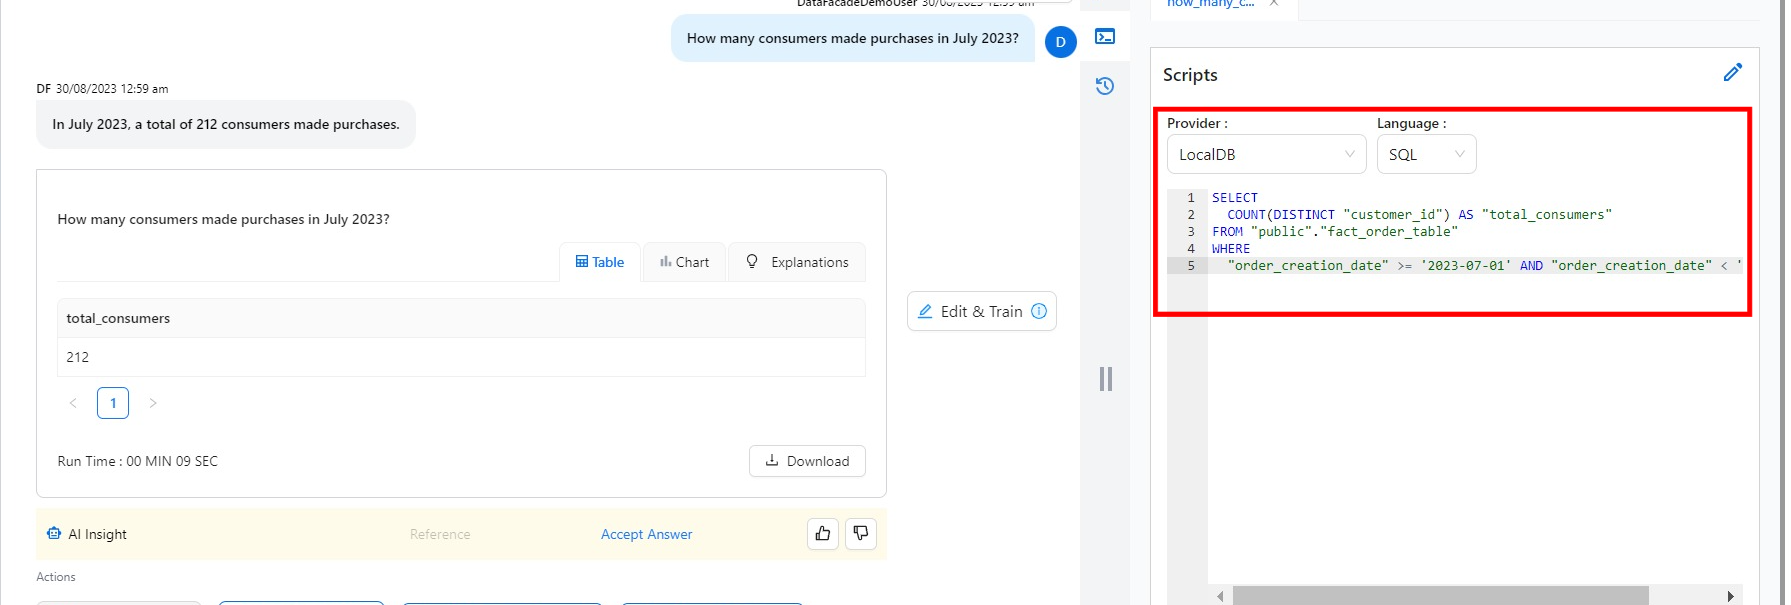 DataFacadeDemoUser 30/08/2023 12:59 am
How many consumers made purchases in July 2023?
D
DF 30/08/2023 12:59 am
In July 2023, a total of 212 consumers made purchases.
How many consumers made purchases in July 2023?
Table
Chart
Explanations
total_consumers
212
< 1 >
Run Time : 00 MIN 09 SEC
Download
Edit & Train
AI Insight
Reference
Accept Answer
Actions
how_many_c...
Scripts
Provider :
Language :
LocalDB
SQL
1 SELECT
2 COUNT(DISTINCT "customer_id") AS "total_consumers"
3 FROM "public"."fact_order_table"
4 WHERE
5 "order_creation_date" >= '2023-07-01' AND "order_creation_date" < '